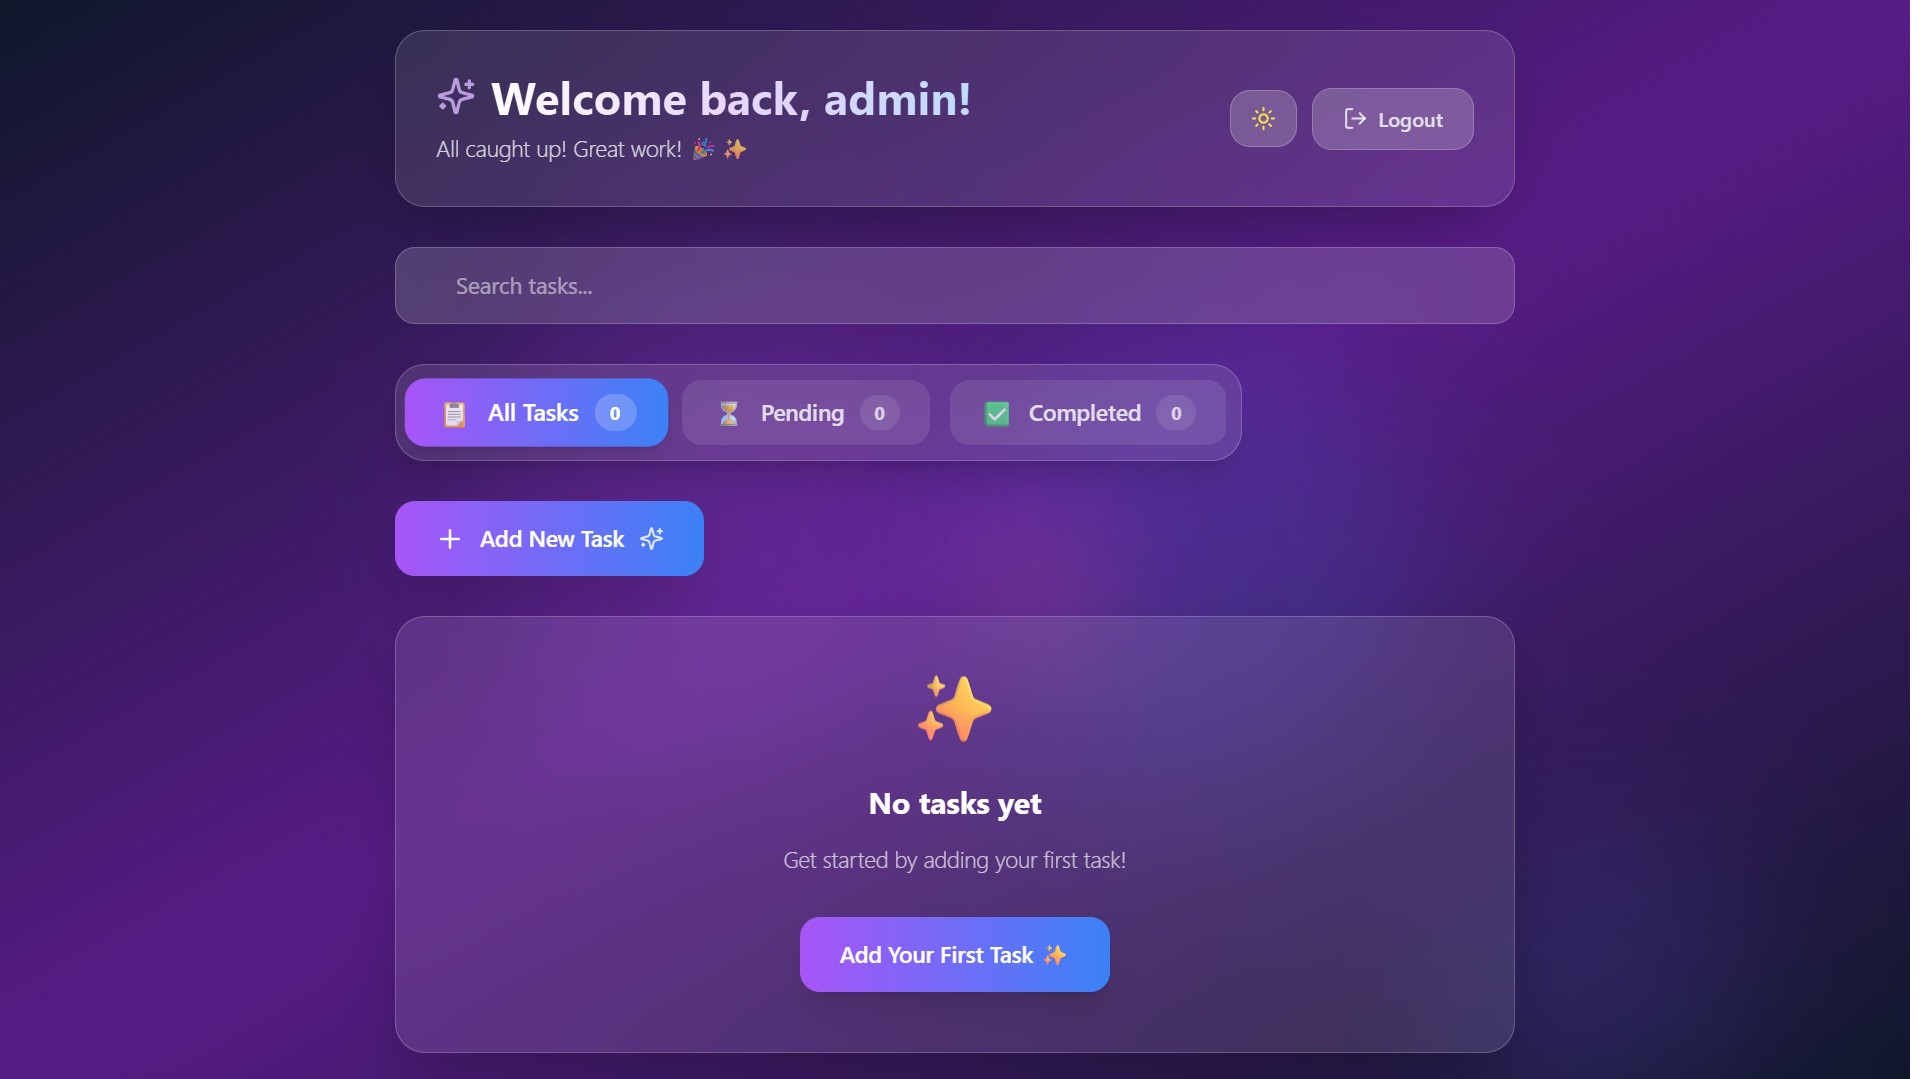 Welcome back, admin!
All caught up! Great work! 🎉 ✨
Logout
Search tasks...
All Tasks 0
Pending 0
Completed 0
Add New Task
No tasks yet
Get started by adding your first task!
Add Your First Task ✨